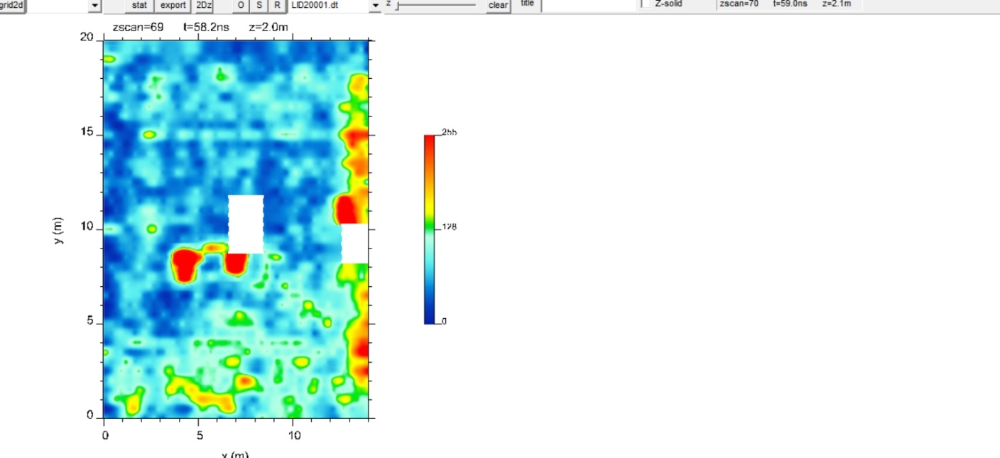 grid2d stat export 2Dz O S R LID20001.dt z clear title Z-solid zscan=70 t=59.0ns z=2.1m
zscan=69 t=58.2ns z=2.0m
20
15
10
5
0
y (m)
0 5 10
x (m)
255
128
0